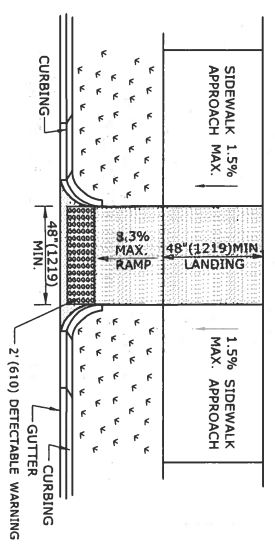 SIDEWALK 1.5%
APPROACH MAX.
CURBING
48"(1219)
MIN.
8.3%
MAX.
RAMP
48"(1219)MIN.
LANDING
1.5%
SIDEWALK
MAX. APPROACH
CURBING
GUTTER
2' (610) DETECTABLE WARNING